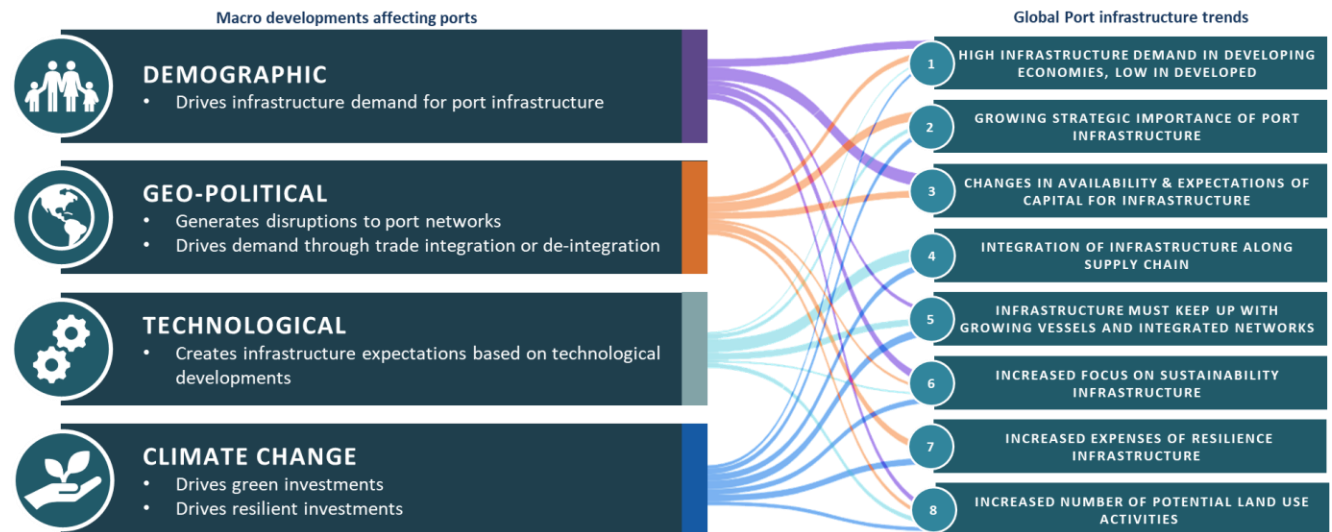 Macro developments affecting ports
DEMOGRAPHIC
• Drives infrastructure demand for port infrastructure
GEO-POLITICAL
• Generates disruptions to port networks
• Drives demand through trade integration or de-integration
TECHNOLOGICAL
• Creates infrastructure expectations based on technological
developments
CLIMATE CHANGE
• Drives green investments
• Drives resilient investments
Global Port infrastructure trends
1
HIGH INFRASTRUCTURE DEMAND IN DEVELOPING
ECONOMIES, LOW IN DEVELOPED
2
GROWING STRATEGIC IMPORTANCE OF PORT
INFRASTRUCTURE
3
CHANGES IN AVAILABILITY & EXPECTATIONS OF
CAPITAL FOR INFRASTRUCTURE
4
INTEGRATION OF INFRASTRUCTURE ALONG
SUPPLY CHAIN
5
INFRASTRUCTURE MUST KEEP UP WITH
GROWING VESSELS AND INTEGRATED NETWORKS
6
INCREASED FOCUS ON SUSTAINABILITY
INFRASTRUCTURE
7
INCREASED EXPENSES OF RESILIENCE
INFRASTRUCTURE
8
INCREASED NUMBER OF POTENTIAL LAND USE
ACTIVITIES